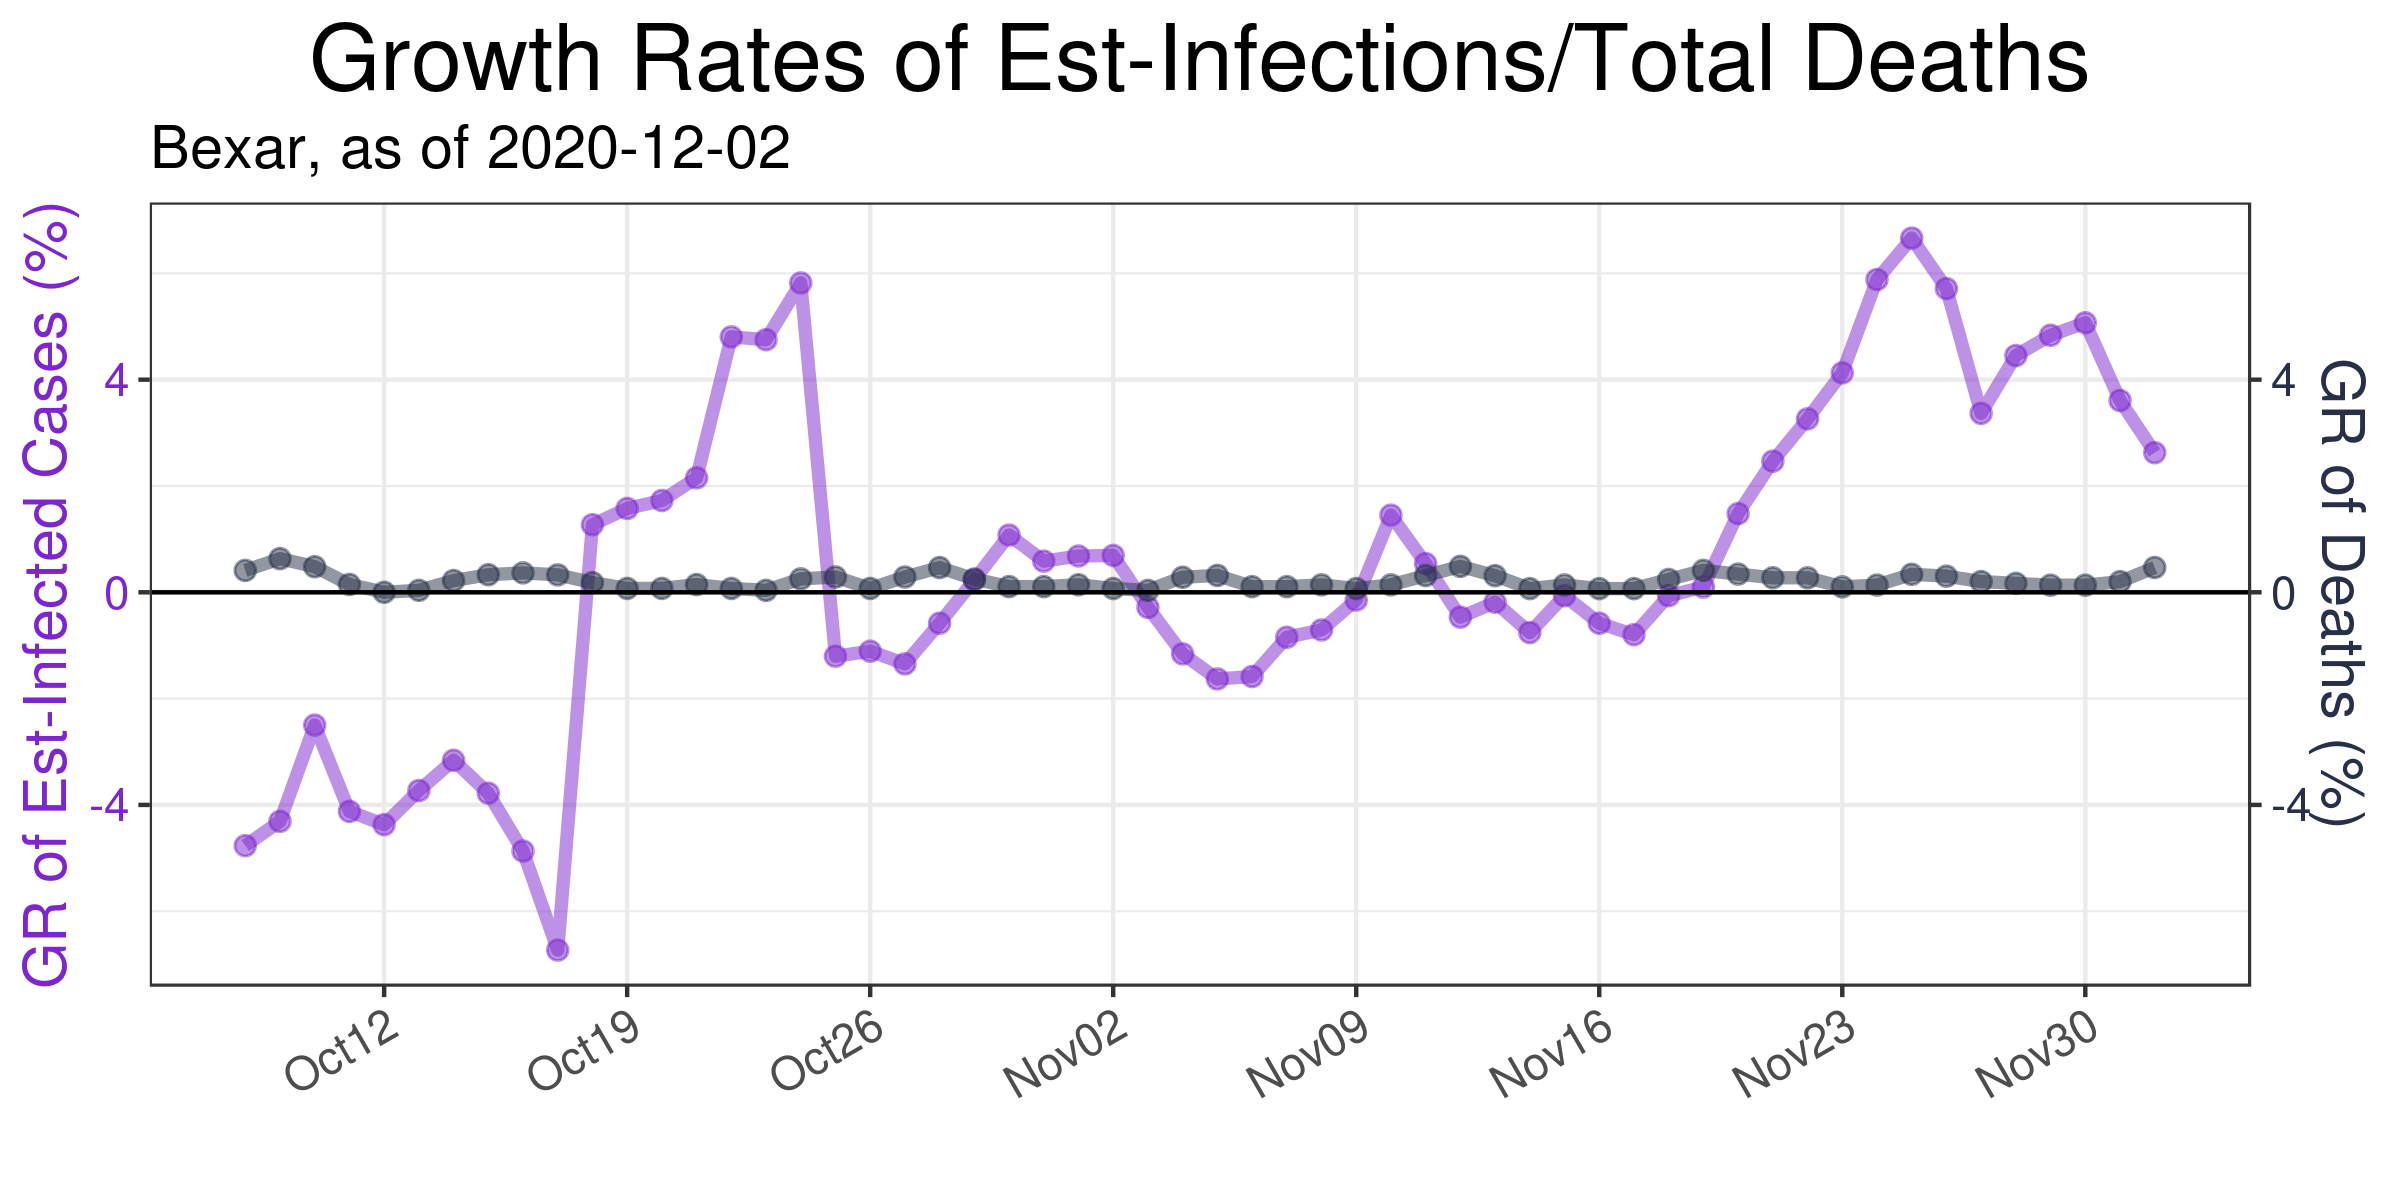 Growth Rates of Est-Infections/Total Deaths
Bexar, as of 2020-12-02
GR of Est-Infected Cases (%)
4
0
-4
4
0
-4
GR of Deaths (%)
Oct12
Oct19
Oct26
Nov02
Nov09
Nov16
Nov23
Nov30